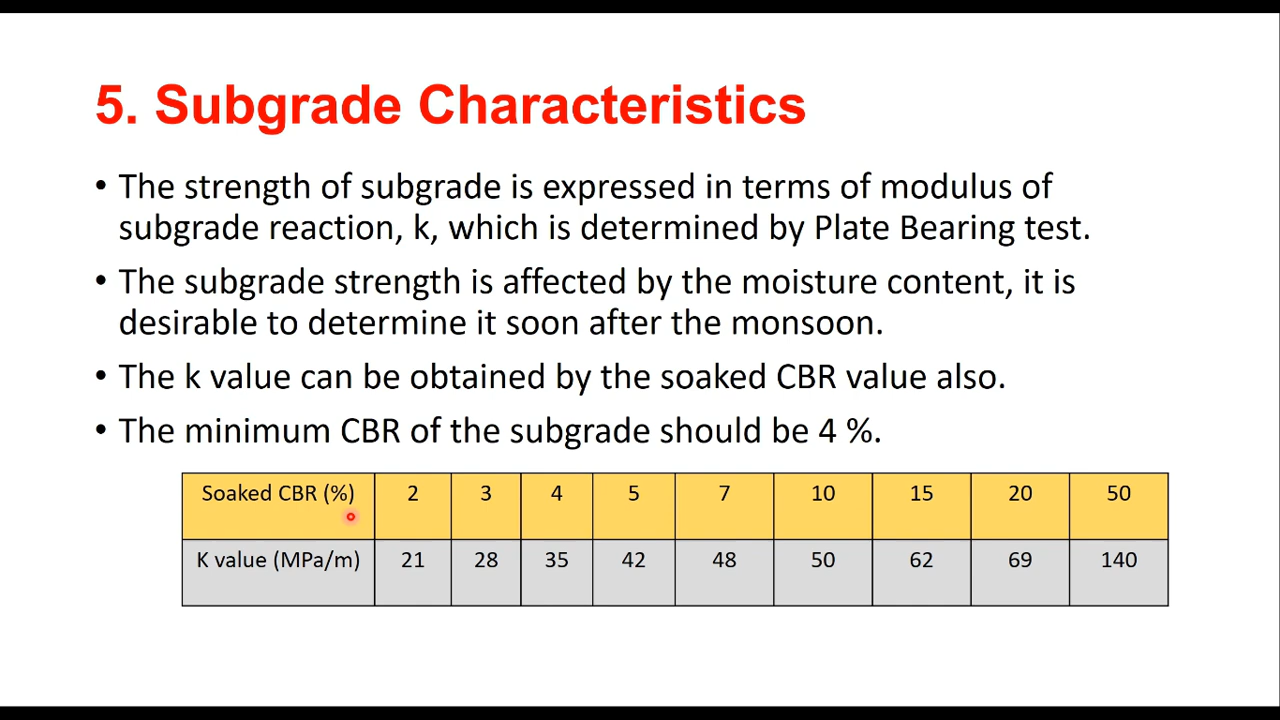 5. Subgrade Characteristics
• The strength of subgrade is expressed in terms of modulus of
subgrade reaction, k, which is determined by Plate Bearing test.
• The subgrade strength is affected by the moisture content, it is
desirable to determine it soon after the monsoon.
• The k value can be obtained by the soaked CBR value also.
• The minimum CBR of the subgrade should be 4 %.
Soaked CBR (%) 2 3 4 5 7 10 15 20 50
K value (MPa/m) 21 28 35 42 48 50 62 69 140